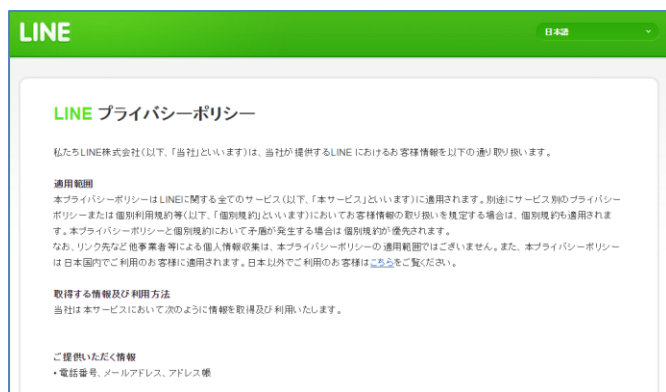 LINE
日本語
LINE プライバシーポリシー
私たちLINE株式会社(以下、「当社」といいます)は、当社が提供するLINE におけるお客様情報を以下の通り取り扱います。
適用範囲
本プライバシーポリシーは LINEに関する全てのサービス(以下、「本サービス」といいます)に適用されます。別途にサービス別のプライバシー
ポリシーまたは個別利用規約等(以下、「個別規約」といいます)においてお客様情報の取り扱いを規定する場合は、個別規約も適用されま
す。本プライバシーポリシーと個別規約において矛盾が発生する場合は個別規約が優先されます。
なお、リンク先など他事業者等による個人情報収集は、本プライバシーポリシーの適用範囲ではございません。また、本プライバシーポリシー
は日本国内でご利用のお客様に適用されます。日本以外でご利用のお客様はこちらをご覧ください。
取得する情報及び利用方法
当社は本サービスにおいて次のように情報を取得及び利用いたします。
ご提供いただく情報
• 電話番号、メールアドレス、アドレス帳